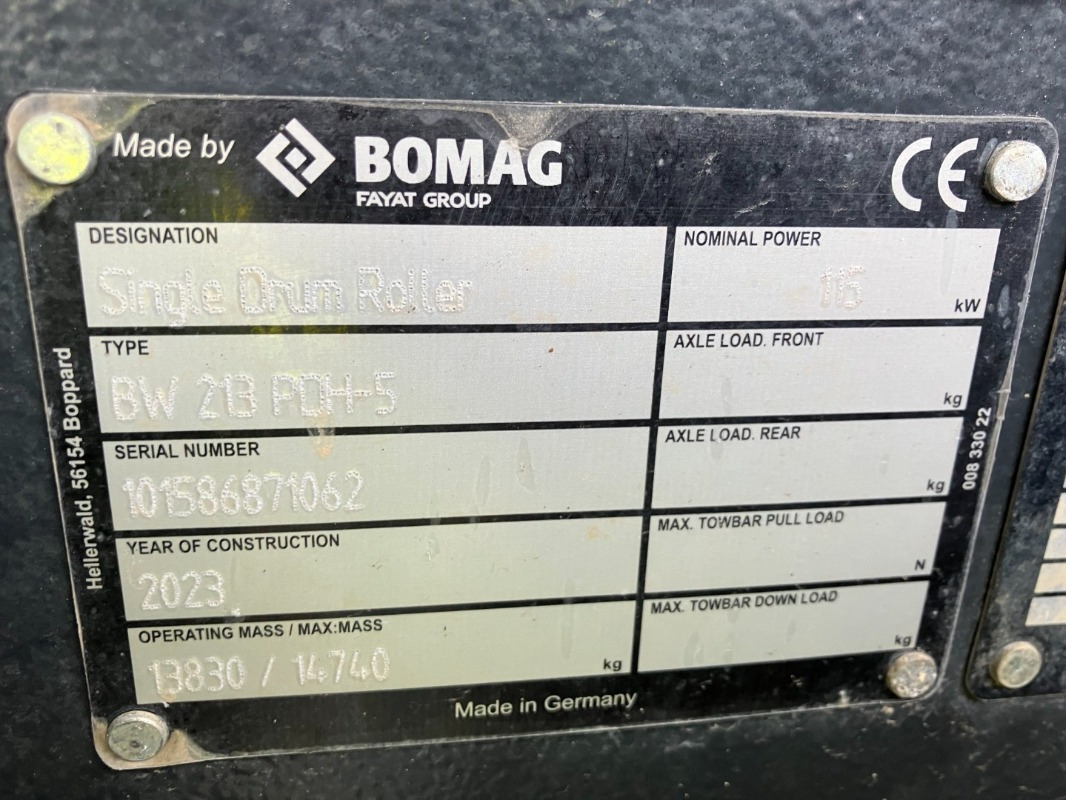 Made by BOMAG
FAYAT GROUP
CE
DESIGNATION
Single Drum Roller
NOMINAL POWER
115 kW
TYPE
BW 213 PDH-5
AXLE LOAD. FRONT
kg
SERIAL NUMBER
101586871062
AXLE LOAD. REAR
kg
YEAR OF CONSTRUCTION
2023
MAX. TOWBAR PULL LOAD
N
OPERATING MASS / MAX:MASS
13830 / 14740 kg
MAX. TOWBAR DOWN LOAD
kg
Made in Germany
Hellerwald, 56154 Boppard
008 330 22